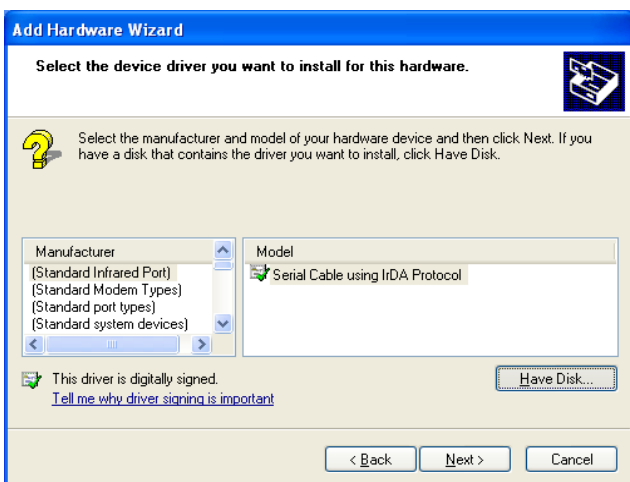 Add Hardware Wizard
Select the device driver you want to install for this hardware.
Select the manufacturer and model of your hardware device and then click Next. If you
have a disk that contains the driver you want to install, click Have Disk.
Manufacturer
(Standard Infrared Port)
(Standard Modem Types)
(Standard port types)
(Standard system devices)
Model
Serial Cable using IrDA Protocol
This driver is digitally signed.
Tell me why driver signing is important
Have Disk...
< Back
Next >
Cancel